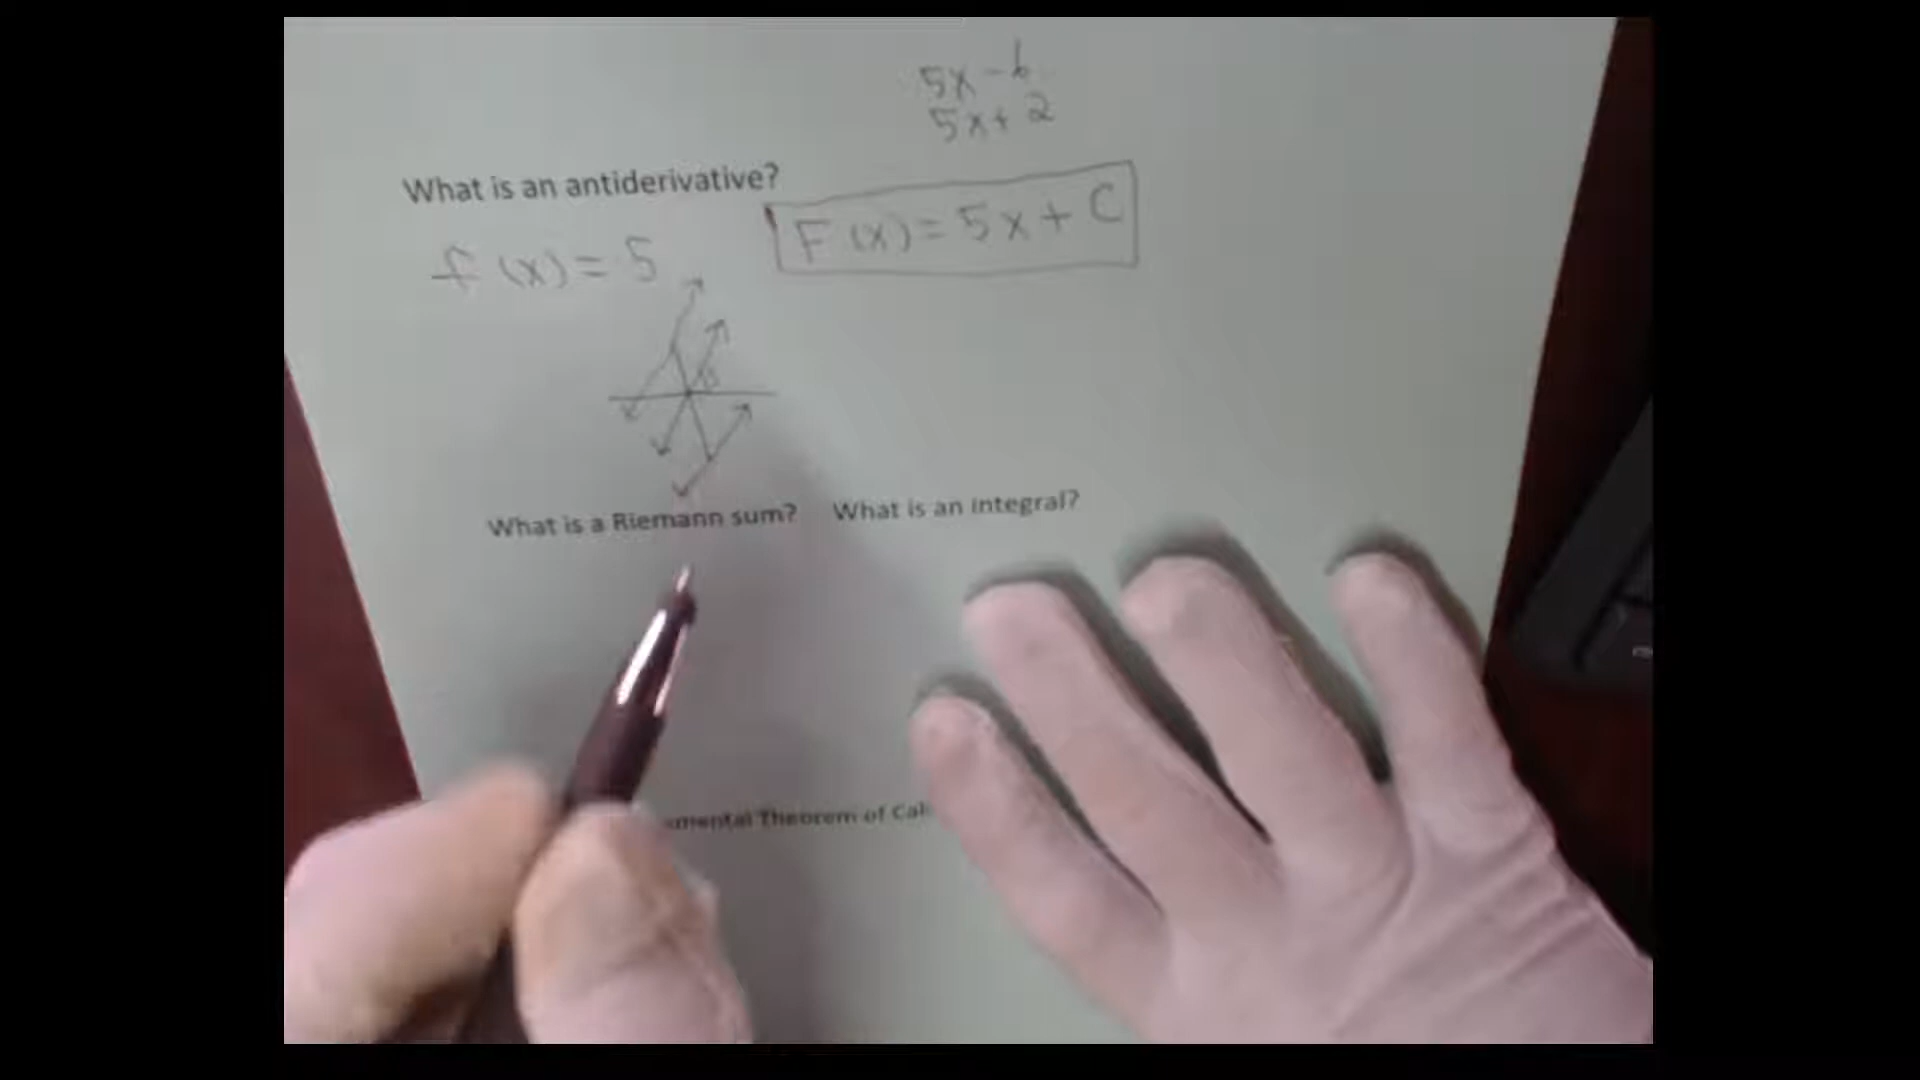 5x - 6
5x + 2
What is an antiderivative?
F(x) = 5x + C
f(x) = 5
What is a Riemann sum? What is an integral?
Theorem of